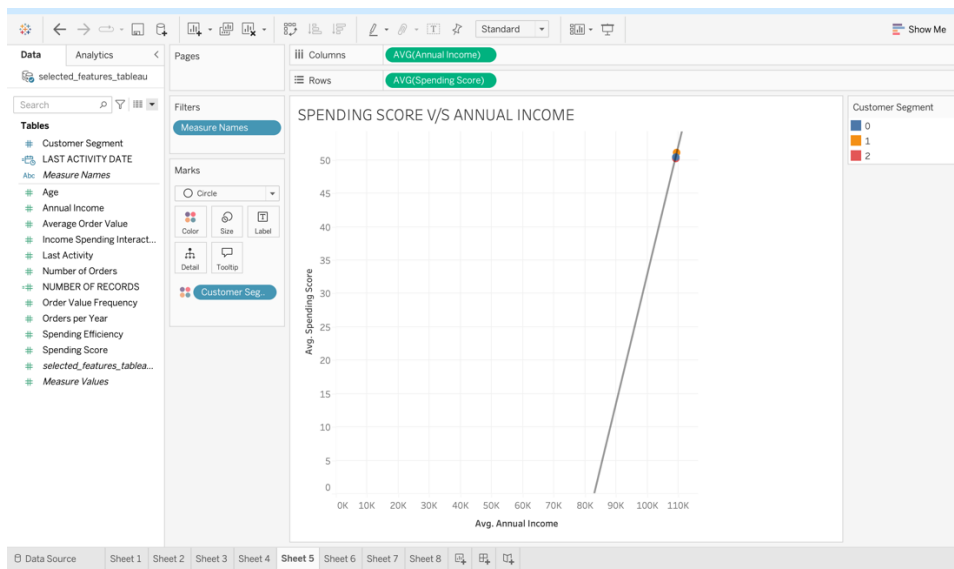 Standard
Show Me
Data
Analytics
selected_features_tableau
Search
Tables
Customer Segment
LAST ACTIVITY DATE
Abc
Measure Names
Age
Annual Income
Average Order Value
Income Spending Interact...
Last Activity
Number of Orders
NUMBER OF RECORDS
Order Value Frequency
Orders per Year
Spending Efficiency
Spending Score
selected_features_tablea...
Measure Values
Pages
Filters
Measure Names
Marks
Circle
Color Size Label
Detail Tooltip
Customer Seg..
Columns
AVG(Annual Income)
Rows
AVG(Spending Score)
SPENDING SCORE V/S ANNUAL INCOME
Avg. Spending Score
50
45
40
35
30
25
20
15
10
5
0
0K 10K 20K 30K 40K 50K 60K 70K 80K 90K 100K 110K
Avg. Annual Income
Customer Segment
0
1
2
Data Source Sheet 1 Sheet 2 Sheet 3 Sheet 4 Sheet 5 Sheet 6 Sheet 7 Sheet 8